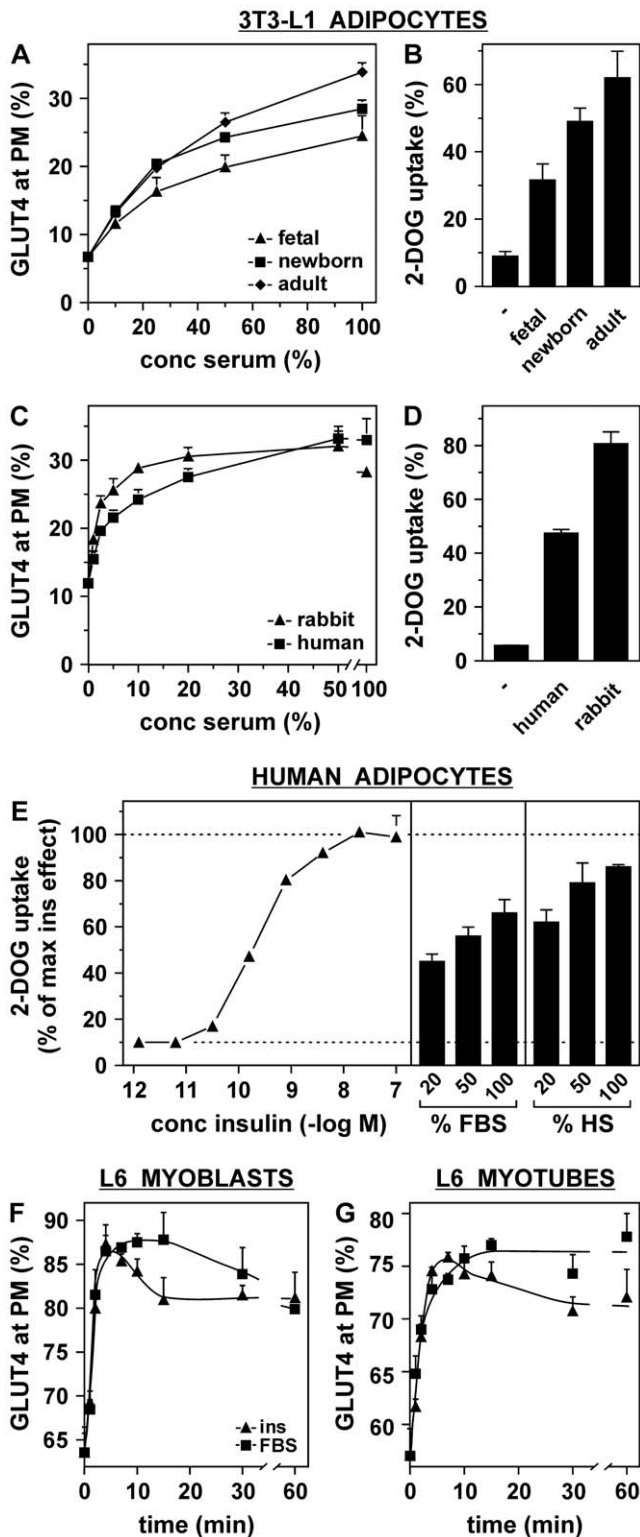 3T3-L1 ADIPOCYTES
A
GLUT4 at PM (%)
30
20
10
0
0 20 40 60 80 100
conc serum (%)
fetal
newborn
adult
B
2-DOG uptake (%)
60
40
20
0
- fetal newborn adult
C
GLUT4 at PM (%)
30
20
10
0
0 10 20 30 40 50 100
conc serum (%)
rabbit
human
D
2-DOG uptake (%)
80
60
40
20
0
- human rabbit
HUMAN ADIPOCYTES
E
2-DOG uptake
(% of max ins effect)
100
80
60
40
20
0
12 11 10 9 8 7
conc insulin (-log M)
20 50 100
% FBS
20 50 100
% HS
L6 MYOBLASTS
F
GLUT4 at PM (%)
90
85
80
75
70
65
0 10 20 30 60
time (min)
ins
FBS
L6 MYOTUBES
G
GLUT4 at PM (%)
80
75
70
65
60
0 10 20 30 60
time (min)